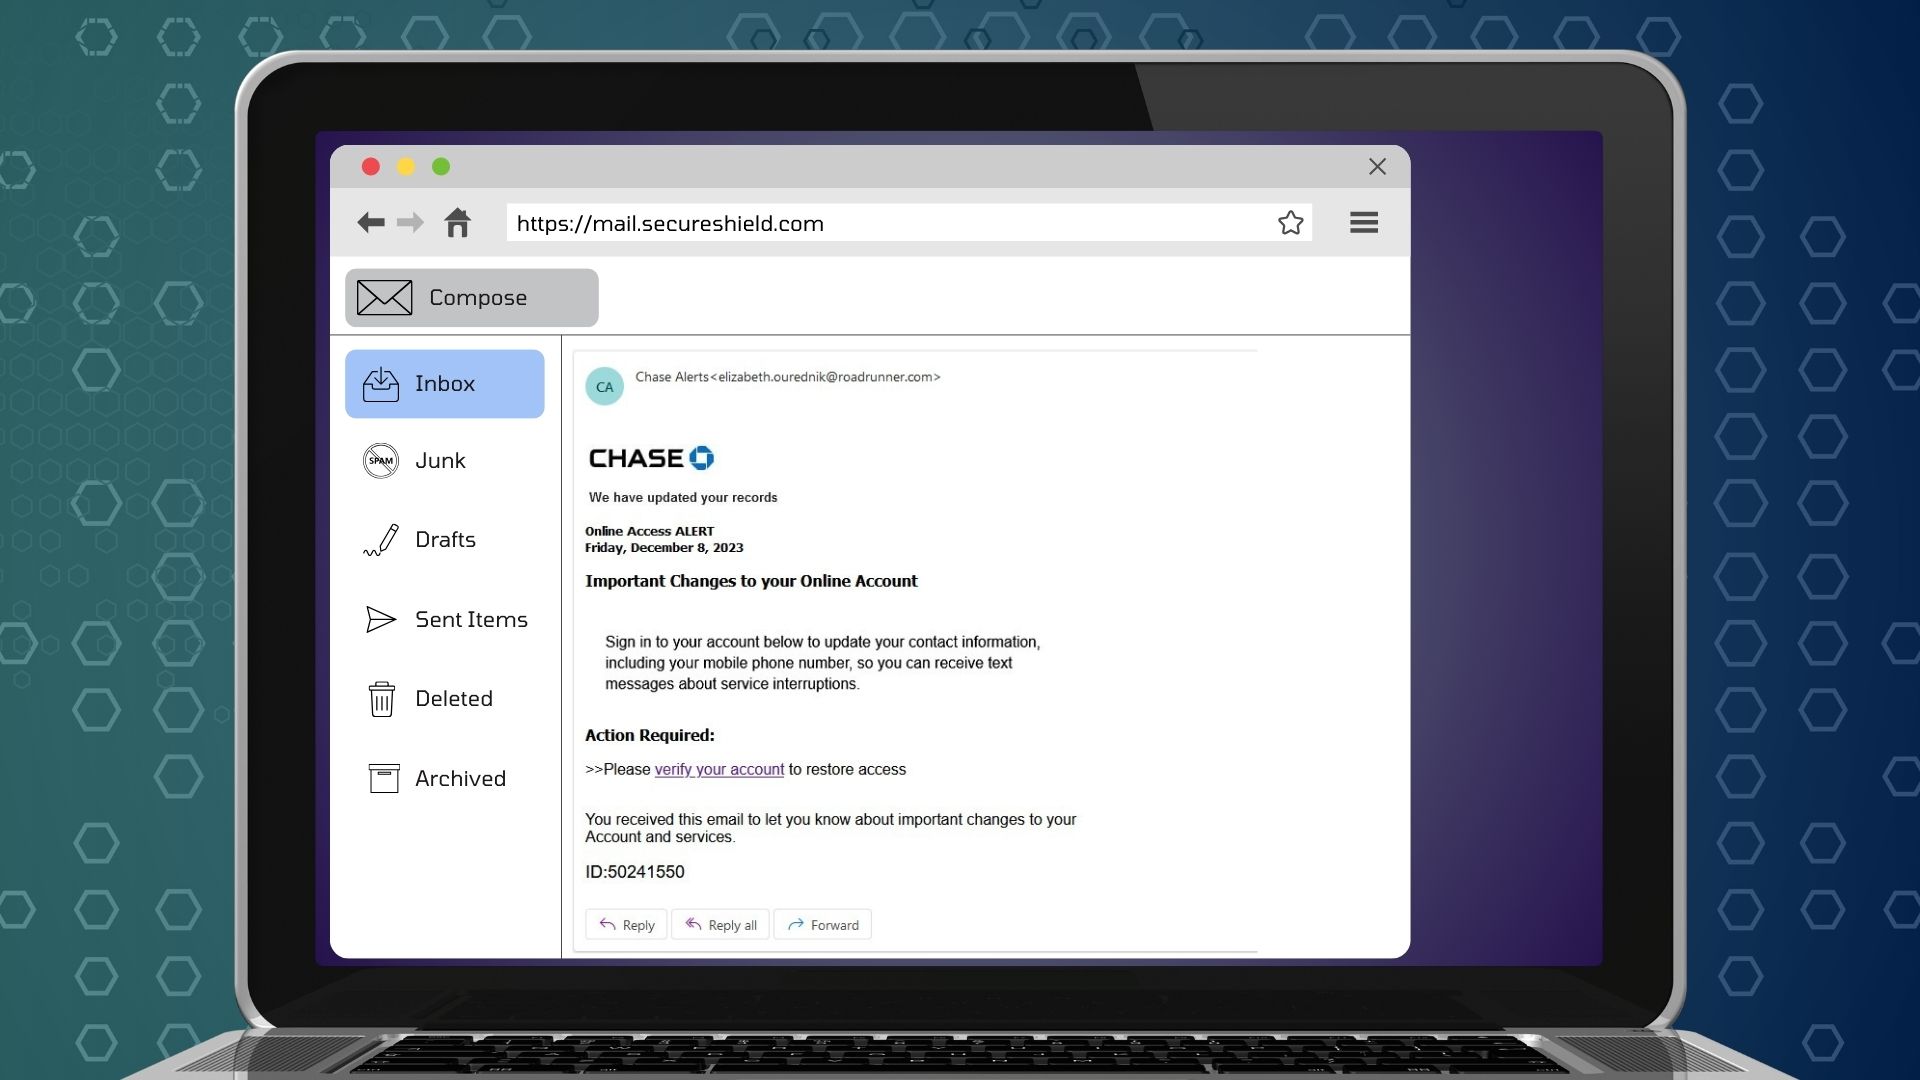 https://mail.secureshield.com
Compose
Inbox
SPAM
Junk
Drafts
Sent Items
Deleted
Archived
CA
Chase Alerts<elizabeth.ourednik@roadrunner.com>
CHASE
We have updated your records
Online Access ALERT
Friday, December 8, 2023
Important Changes to your Online Account
Sign in to your account below to update your contact information,
including your mobile phone number, so you can receive text
messages about service interruptions.
Action Required:
>>Please verify your account to restore access
You received this email to let you know about important changes to your
Account and services.
ID:50241550
Reply
Reply all
Forward